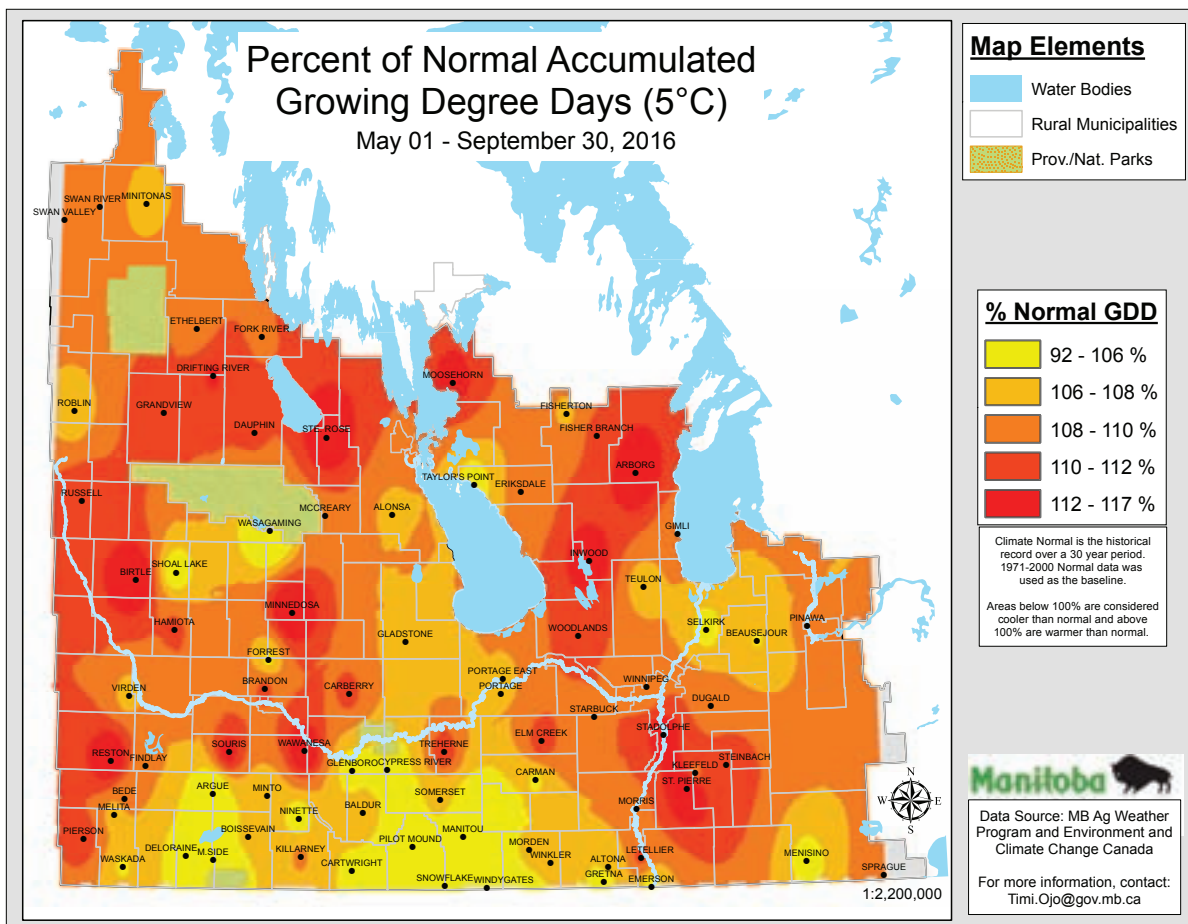 Percent of Normal Accumulated
Growing Degree Days (5°C)
May 01 - September 30, 2016
Map Elements
Water Bodies
Rural Municipalities
Prov./Nat. Parks
% Normal GDD
92 - 106 %
106 - 108 %
108 - 110 %
110 - 112 %
112 - 117 %
Climate Normal is the historical
record over a 30 year period.
1971-2000 Normal data was
used as the baseline.
Areas below 100% are considered
cooler than normal and above
100% are warmer than normal.
SWAN RIVER
MINITONAS
SWAN VALLEY
ETHELBERT
FORK RIVER
DRIFTING RIVER
MOOSEHORN
ROBLIN
GRANDVIEW
FISHERTON
DAUPHIN
STE. ROSE
FISHER BRANCH
ARBORG
TAYLOR'S POINT
ERIKSDALE
RUSSELL
MCCREARY
ALONSA
WASAGAMING
GIMLI
INWOOD
SHOAL LAKE
BIRTLE
TEULON
MINNEDOSA
HAMIOTA
GLADSTONE
WOODLANDS
SELKIRK
PINAWA
BEAUSEJOUR
FORREST
VIRDEN
BRANDON
CARBERRY
PORTAGE EAST
PORTAGE
WINNIPEG
DUGALD
STARBUCK
STADOLPHE
RESTON
FINDLAY
SOURIS
WAWANESA
TREHERNE
ELM CREEK
GLENBORO
CYPRESS RIVER
KLEEFELD
STEINBACH
ST. PIERRE
CARMAN
BEDE
MELITA
ARGUE
MINTO
NINETTE
BALDUR
SOMERSET
MORRIS
PIERSON
BOISSEVAIN
PILOT MOUND
MANITOU
WASKADA
DELORAINE
M.SIDE
KILLARNEY
CARTWRIGHT
MORDEN
WINKLER
ALTONA
GRETNA
LETELLIER
EMERSON
MENISINO
SPRAGUE
SNOWFLAKE
WINDYGATES
N
W
E
S
1:2,200,000
Manitoba
Data Source: MB Ag Weather
Program and Environment and
Climate Change Canada
For more information, contact:
Timi.Ojo@gov.mb.ca